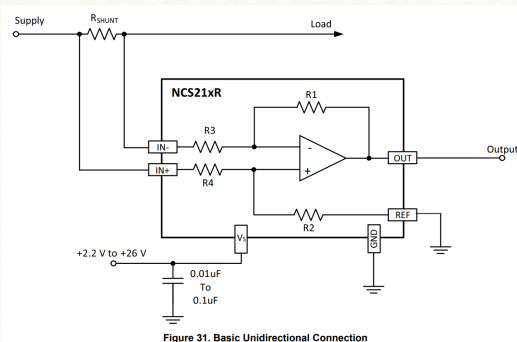 Supply
RSHUNT
Load
NCS21xR
R1
IN-
R3
-
IN+
R4
+
OUT
Output
R2
REF
VS
GND
+2.2 V to +26 V
0.01uF
To
0.1uF
Figure 31. Basic Unidirectional Connection